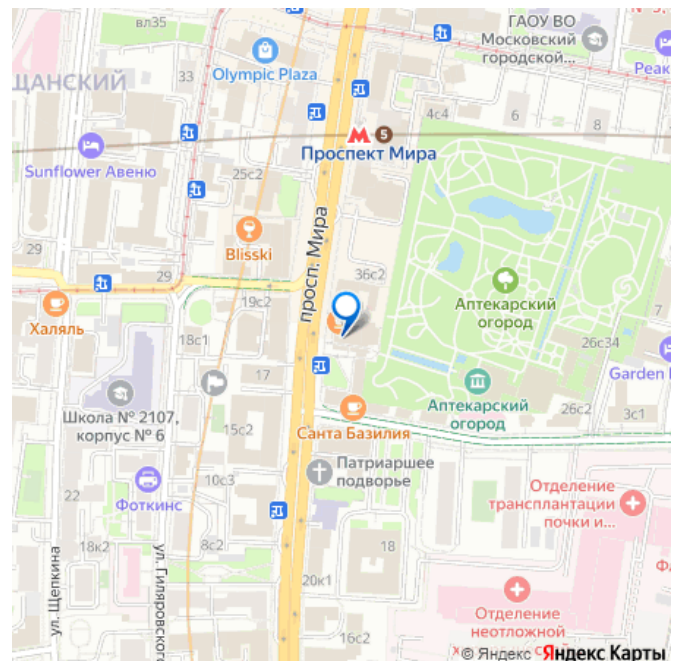 вл35
ГАОУ ВО
Московский
городской...
Olympic Plaza
33
ЩАНСКИЙ
Реак
4с4
6
8
М 5
Проспект Мира
Sunflower Авеню
25с2
просп. Мира
Blisski
36с2
29
29
Аптекарский
огород
7
19с2
Халяль
18с1
26с34
Garden
17
Аптекарский
огород
26с2
3с1
Школа № 2107,
корпус № 6
Санта Базилия
15с2
Патриаршее
подворье
Отделение
трансплантации
почки и...
22
10с3
Фоткинс
18к2
8с2
18
ул. Щепкина
ул. Гиляровского
20к1
Отделение
неотложной
16с2
© Яндекс Яндекс Карты